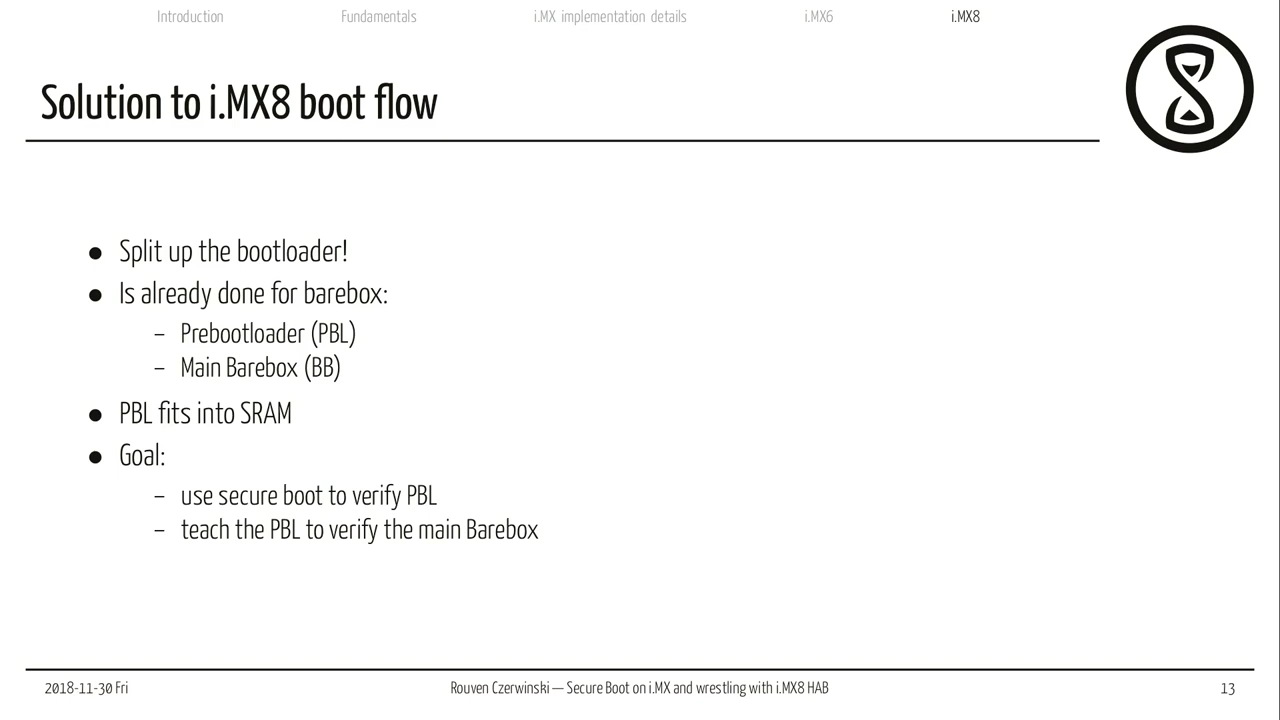 Introduction Fundamentals i.MX implementation details i.MX6 i.MX8
Solution to i.MX8 boot flow
● Split up the bootloader!
● Is already done for barebox:
– Prebootloader (PBL)
– Main Barebox (BB)
● PBL fits into SRAM
● Goal:
– use secure boot to verify PBL
– teach the PBL to verify the main Barebox
2018-11-30 Fri Rouven Czerwinski — Secure Boot on i.MX and wrestling with i.MX8 HAB 13